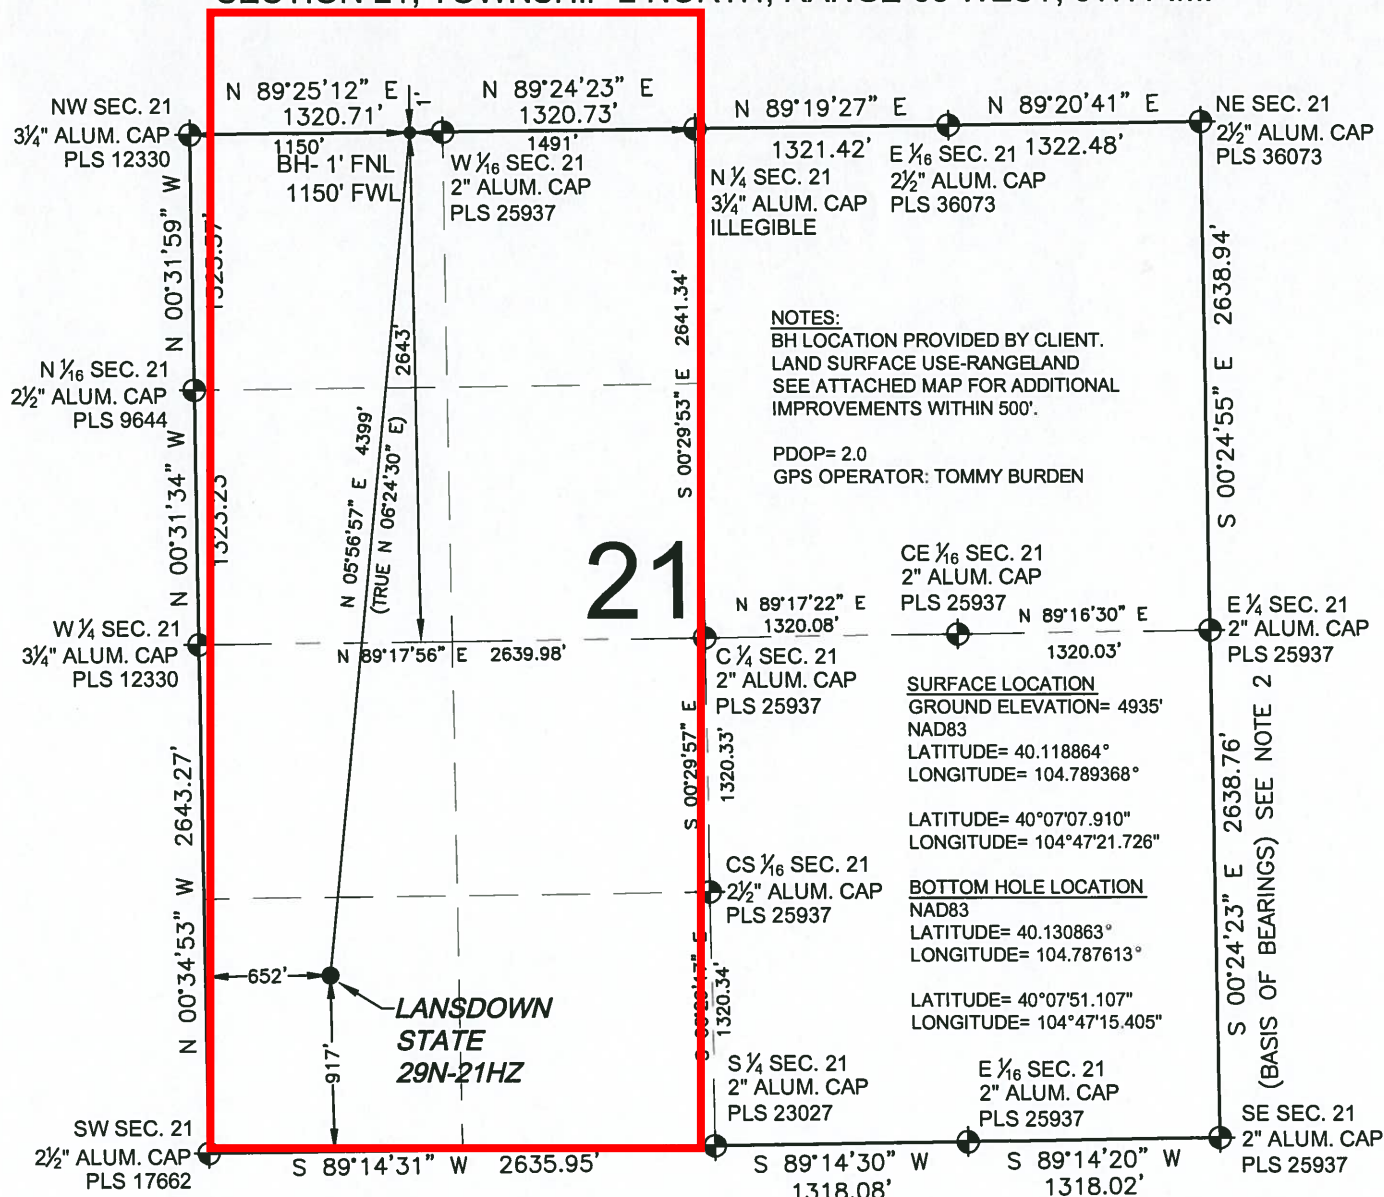 N 89°25'12" E
1320.71'
1'
N 89°24'23" E
1320.73'
N 89°19'27" E
1321.42'
N 89°20'41" E
1322.48'
NW SEC. 21
3¼" ALUM. CAP
PLS 12330
1150'
BH- 1' FNL
1150' FWL
1491'
W 1/16 SEC. 21
2" ALUM. CAP
PLS 25937
N ¼ SEC. 21
3¼" ALUM. CAP
ILLEGIBLE
E 1/16 SEC. 21
2½" ALUM. CAP
PLS 36073
NE SEC. 21
2½" ALUM. CAP
PLS 36073
N 00°31'59" W
N 1/16 SEC. 21
2½" ALUM. CAP
PLS 9644
N 00°31'34" W
1323.23
2643'
N 05°56'57" E 4399'
(TRUE N 06°24'30" E)
S 00°29'53" E 2641.34'
NOTES:
BH LOCATION PROVIDED BY CLIENT.
LAND SURFACE USE-RANGELAND
SEE ATTACHED MAP FOR ADDITIONAL
IMPROVEMENTS WITHIN 500'.
PDOP= 2.0
GPS OPERATOR: TOMMY BURDEN
S 00°24'55" E 2638.94'
21
W ¼ SEC. 21
3¼" ALUM. CAP
PLS 12330
N 89°17'56" E 2639.98'
N 89°17'22" E
1320.08'
C ¼ SEC. 21
2" ALUM. CAP
PLS 25937
CE 1/16 SEC. 21
2" ALUM. CAP
PLS 25937
N 89°16'30" E
1320.03'
E ¼ SEC. 21
2" ALUM. CAP
PLS 25937
SURFACE LOCATION
GROUND ELEVATION= 4935'
NAD83
LATITUDE= 40.118864°
LONGITUDE= 104.789368°
LATITUDE= 40°07'07.910"
LONGITUDE= 104°47'21.726"
BOTTOM HOLE LOCATION
NAD83
LATITUDE= 40.130863°
LONGITUDE= 104.787613°
LATITUDE= 40°07'51.107"
LONGITUDE= 104°47'15.405"
N 00°34'53" W 2643.27'
S 00°29'57" E
1320.33'
CS 1/16 SEC. 21
2½" ALUM. CAP
PLS 25937
1320.34'
S 00°24'23" E 2638.76'
(BASIS OF BEARINGS) SEE NOTE 2
652'
917'
LANSDOWN
STATE
29N-21HZ
SW SEC. 21
2½" ALUM. CAP
PLS 17662
S 89°14'31" W 2635.95'
S ¼ SEC. 21
2" ALUM. CAP
PLS 23027
S 89°14'30" W
1318.08'
E 1/16 SEC. 21
2" ALUM. CAP
PLS 25937
S 89°14'20" W
1318.02'
SE SEC. 21
2" ALUM. CAP
PLS 25937